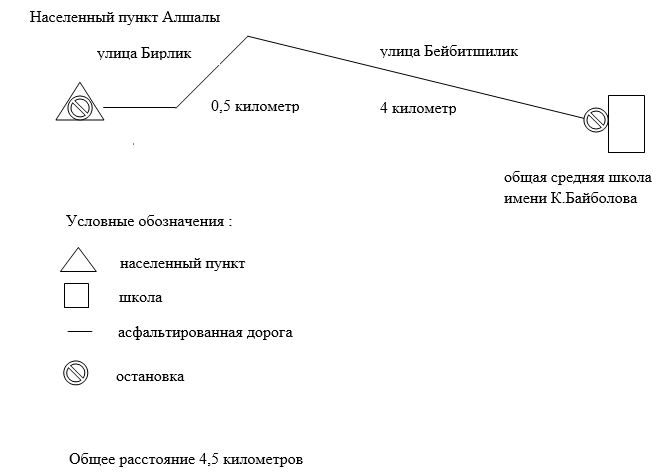 Населенный пункт Алшалы
улица Бирлик
улица Бейбитшилик
0,5 километр
4 километр
общая средняя школа
имени К.Байболова
Условные обозначения :
населенный пункт
школа
асфальтированная дорога
остановка
Общее расстояние 4,5 километров